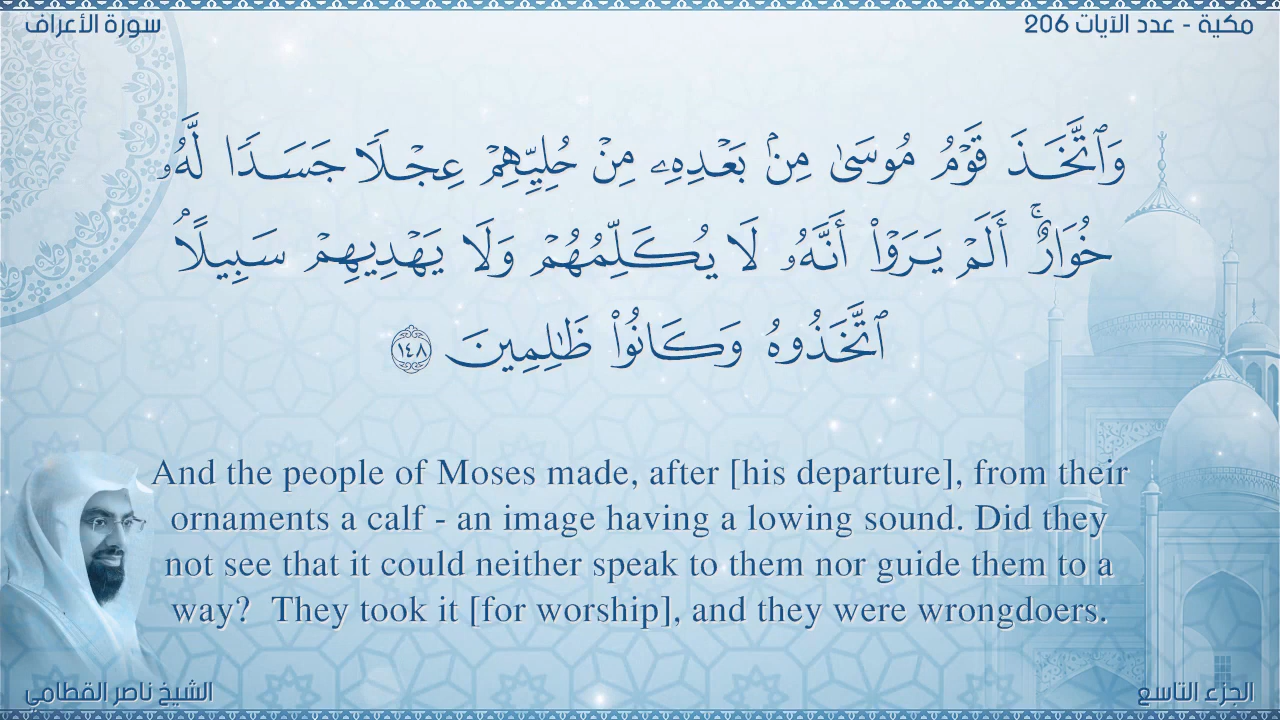 سورة الأعراف
مكية - عدد الآيات 206
وَٱتَّخَذَ قَوْمُ مُوسَىٰ مِنۢ بَعْدِهِۦ مِنْ حُلِيِّهِمْ عِجْلًا جَسَدًا لَّهُۥ
خُوَارٌ ۚ أَلَمْ يَرَوْا۟ أَنَّهُۥ لَا يُكَلِّمُهُمْ وَلَا يَهْدِيهِمْ سَبِيلًا ۘ
ٱتَّخَذُوهُ وَكَانُوا۟ ظَـٰلِمِينَ ١٤٨
And the people of Moses made, after [his departure], from their
ornaments a calf - an image having a lowing sound. Did they
not see that it could neither speak to them nor guide them to a
way?  They took it [for worship], and they were wrongdoers.
الشيخ ناصر القطامي
الجزء التاسع